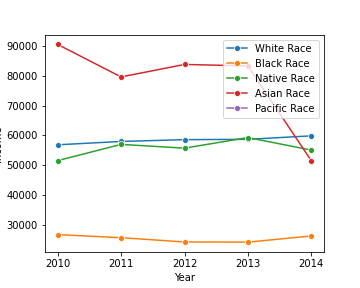 90000
80000
70000
60000
50000
40000
30000
2010
2011
2012
2013
2014
Year
White Race
Black Race
Native Race
Asian Race
Pacific Race